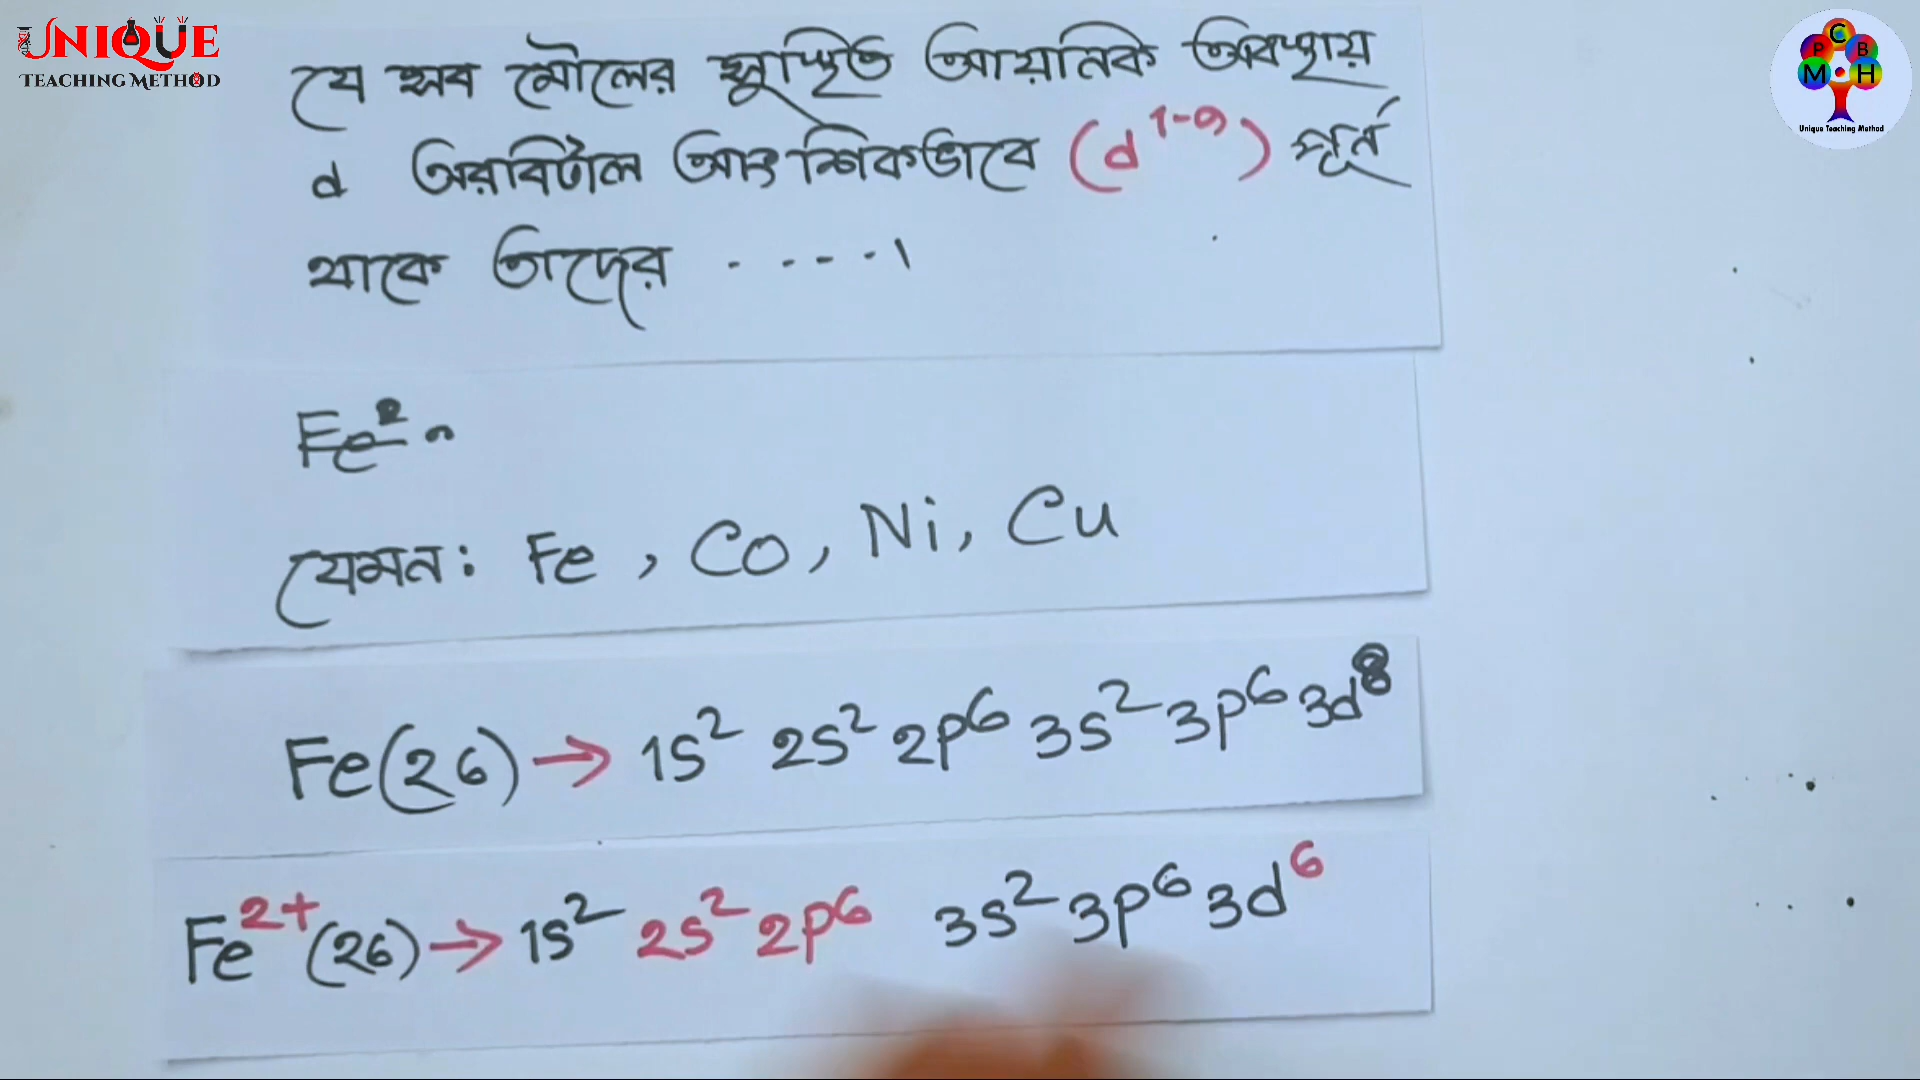 UNIQUE
TEACHING METHOD
P C B
M H
Unique Teaching Method
যে সব মৌলের সুস্থিত আয়নিক অবস্থায়
d অরবিটাল আংশিকভাবে (d¹⁻⁹) পূর্ন
থাকে তাদের ·····।
Fe²
যেমন: Fe , Co, Ni, Cu
Fe(26) → 1s² 2s² 2p⁶ 3s² 3p⁶ 3d⁸
Fe²⁺(26) → 1s² 2s² 2p⁶ 3s² 3p⁶ 3d⁶